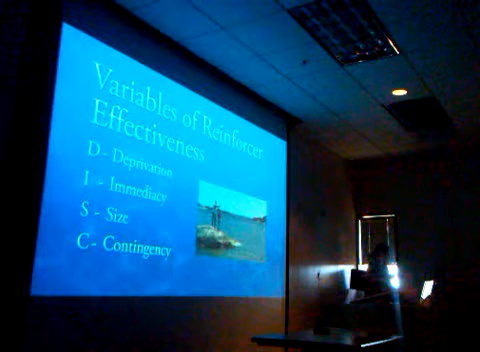 Variables of Reinforcer
Effectiveness
D- Deprivation
I - Immediacy
S - Size
C- Contingency